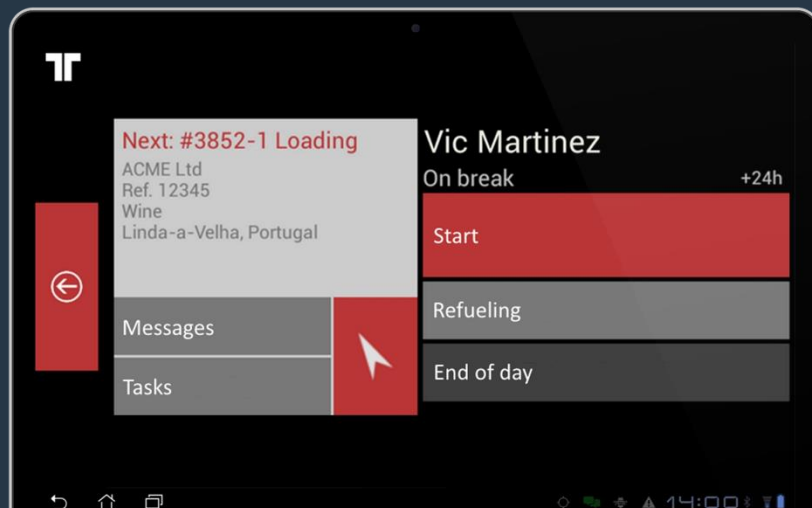 Next: #3852-1 Loading
ACME Ltd
Ref. 12345
Wine
Linda-a-Velha, Portugal
Messages
Tasks
Vic Martinez
On break +24h
Start
Refueling
End of day
14:00